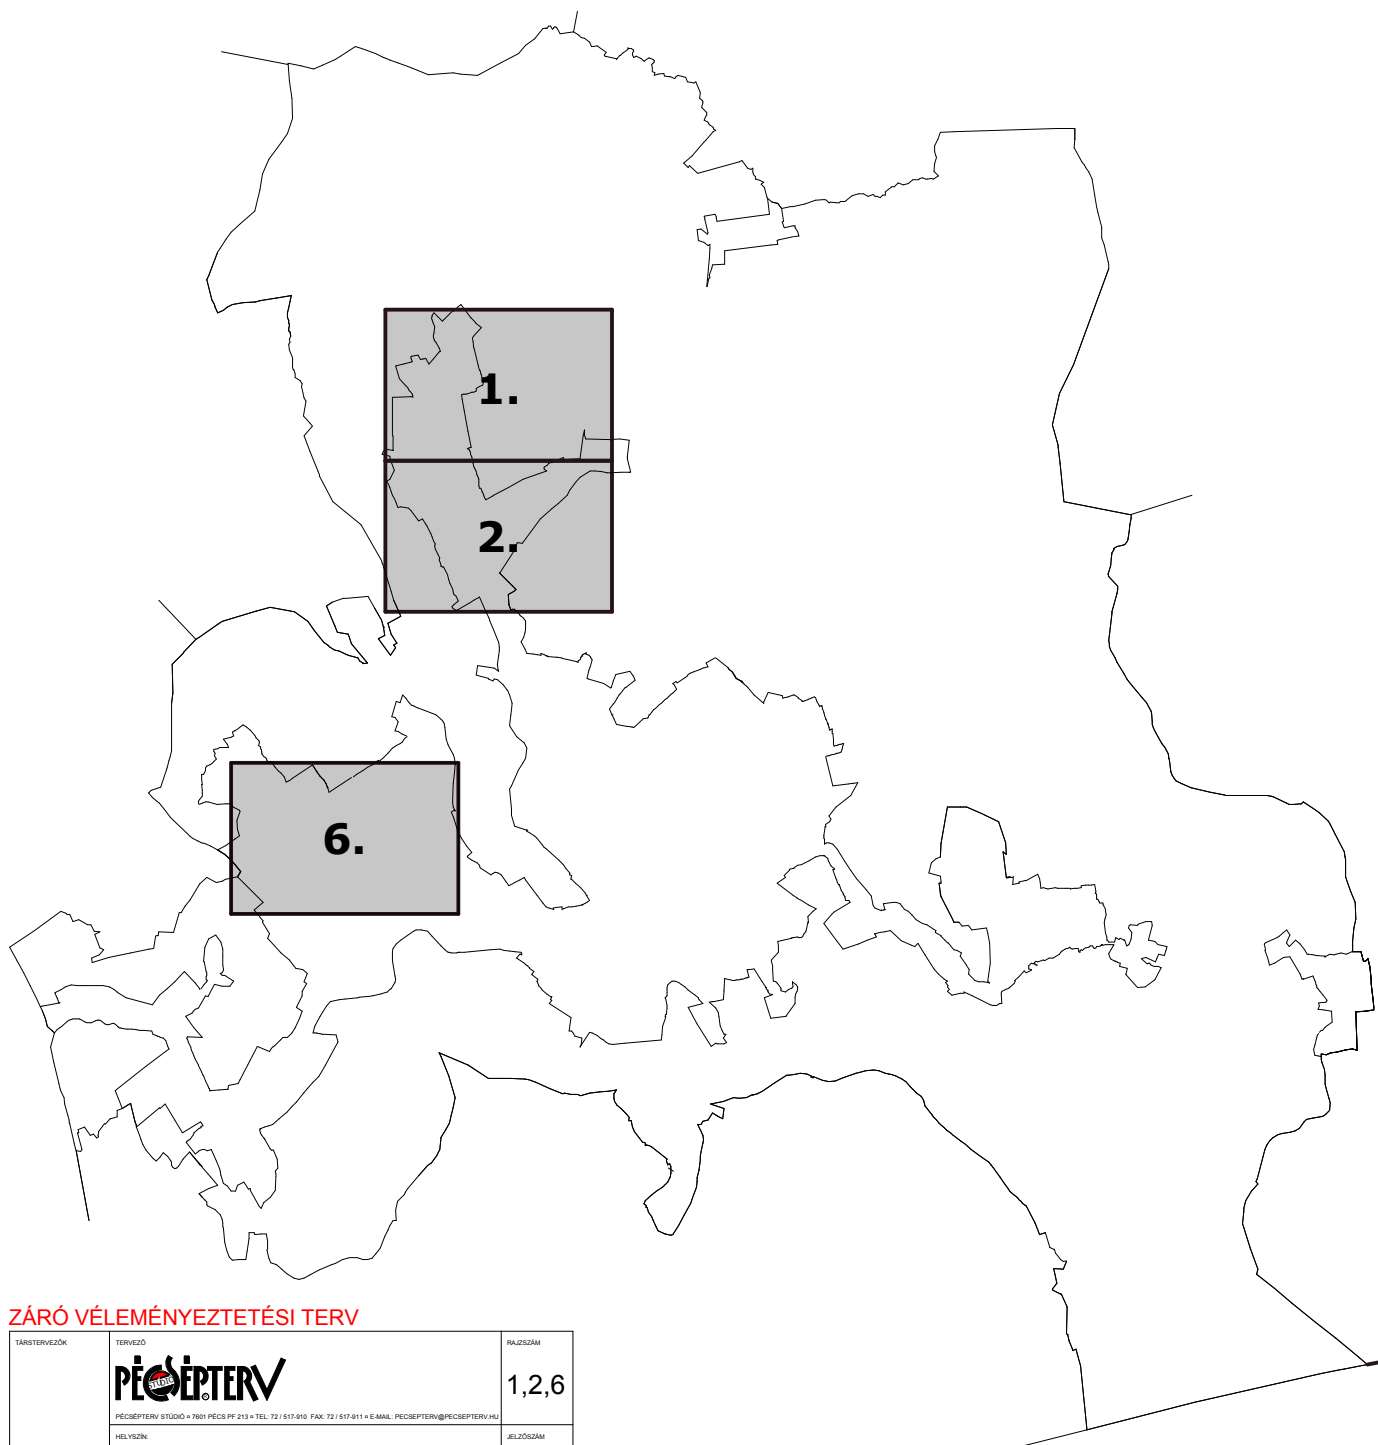 1.
2.
6.
ZÁRÓ VÉLEMÉNYEZTETÉSI TERV
TÁRSTERVEZŐK
TERVEZŐ
RAJZSZÁM
PÉCSÉPTERV
STÚDIÓ
1,2,6
PÉCSÉPTERV STÚDIÓ ¤ 7601 PÉCS PF 213 ¤ TEL: 72 / 517-910 FAX: 72 / 517-911 ¤ E-MAIL: PECSEPTERV@PECSEPTERV.HU
HELYSZÍN:
JELZŐSZÁM